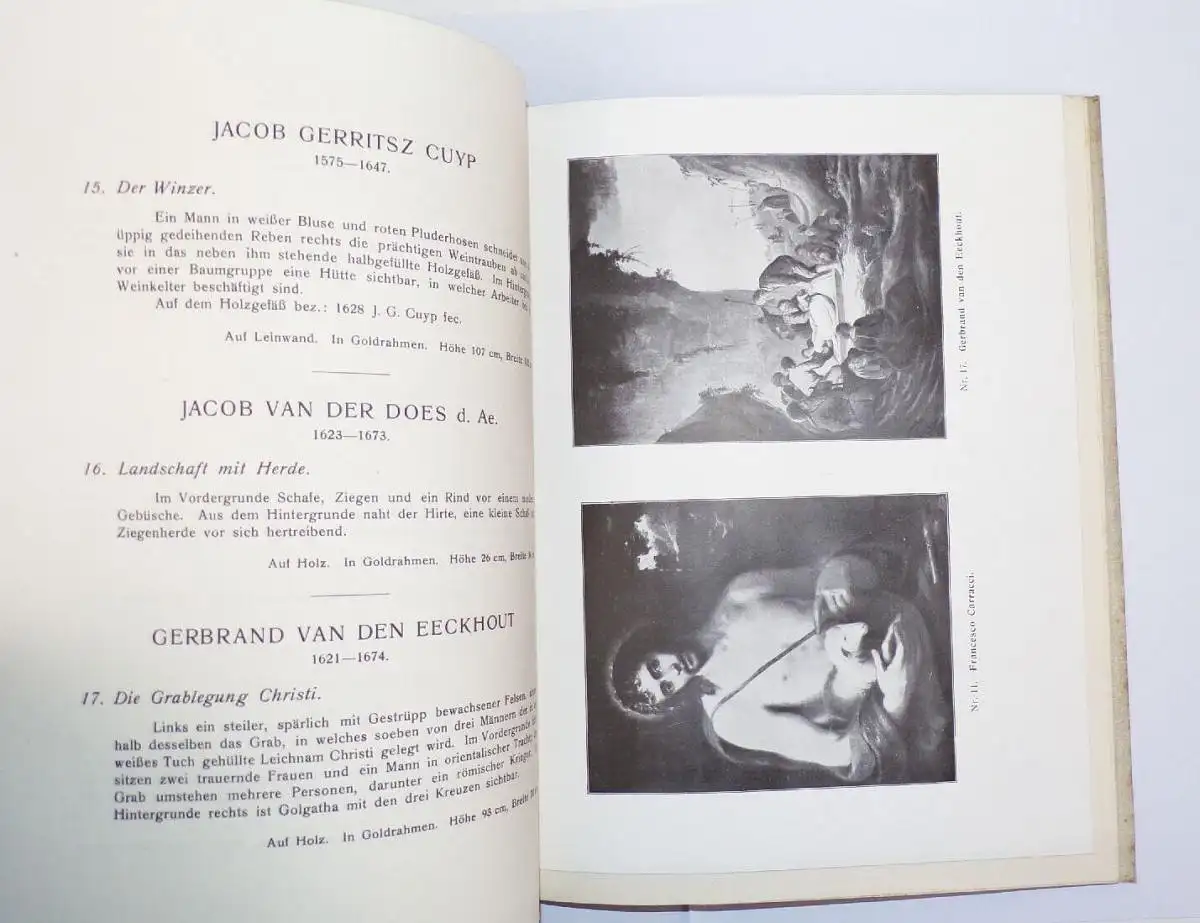 JACOB GERRITSZ CUYP
1575—1647.
15. Der Winzer.
Ein Mann in weißer Bluse und roten Pluderhosen schneidet
üppig gedeihenden Reben rechts die prächtigen Weintrauben ab
sie in das neben ihm stehende halbgefüllte Holzgefäß. Im
vor einer Baumgruppe eine Hütte sichtbar, in welcher Arbeiter
Weinkelter beschäftigt sind.
Auf dem Holzgefäß bez.: 1628 J. G. Cuyp fec.
Auf Leinwand. In Goldrahmen. Höhe 107 cm, Breite
JACOB VAN DER DOES d. Ae.
1623—1673.
16. Landschaft mit Herde.
Im Vordergrunde Schafe, Ziegen und ein Rind vor einem
Gebüsche. Aus dem Hintergrunde naht der Hirte, eine kleine
Ziegenherde vor sich hertreibend.
Auf Holz. In Goldrahmen. Höhe 26 cm, Breite
GERBRAND VAN DEN EECKHOUT
1621—1674.
17. Die Grablegung Christi.
Links ein steiler, spärlich mit Gestrüpp bewachsener Felsen,
halb desselben das Grab, in welches soeben von drei Männern der
weißes Tuch gehüllte Leichnam Christi gelegt wird. Im Vordergrunde
sitzen zwei trauernde Frauen und ein Mann in orientalischer Tracht;
Grab umstehen mehrere Personen, darunter ein römischer Krieger.
Hintergrunde rechts ist Golgatha mit den drei Kreuzen sichtbar.
Auf Holz. In Goldrahmen. Höhe 93 cm, Breite
Nr. 17. Gerbrand van den Eeckhout.
Nr. 11. Francesco Carracci.